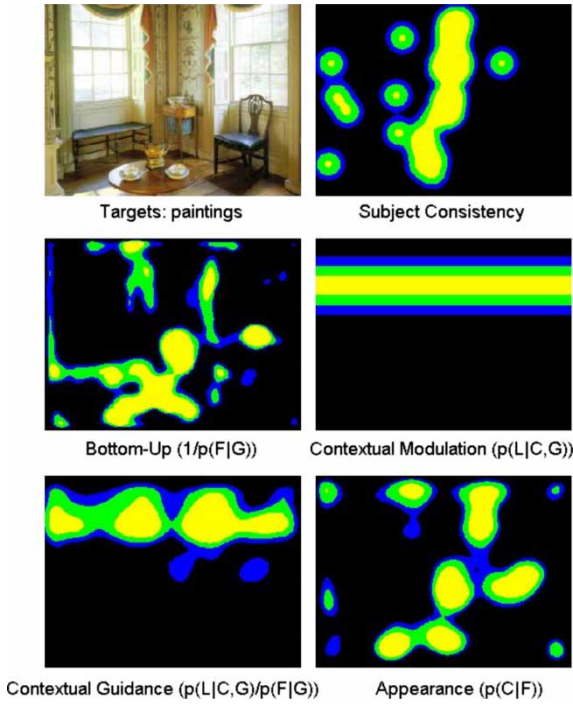 Targets: paintings
Subject Consistency
Bottom-Up (1/p(F|G))
Contextual Modulation (p(L|C,G))
Contextual Guidance (p(L|C,G)/p(F|G))
Appearance (p(C|F))